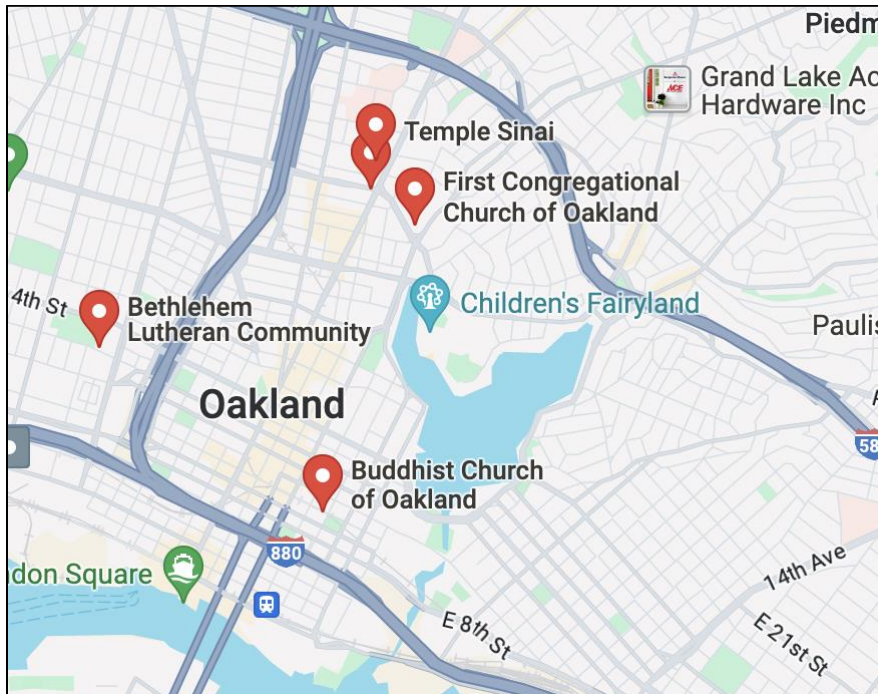 Piedm
Grand Lake Ac
Hardware Inc
Temple Sinai
First Congregational
Church of Oakland
4th St
Bethlehem
Lutheran Community
Children's Fairyland
Paulis
Oakland
58
Buddhist Church
of Oakland
880
don Square
14th Ave
E 8th St
E 21st St